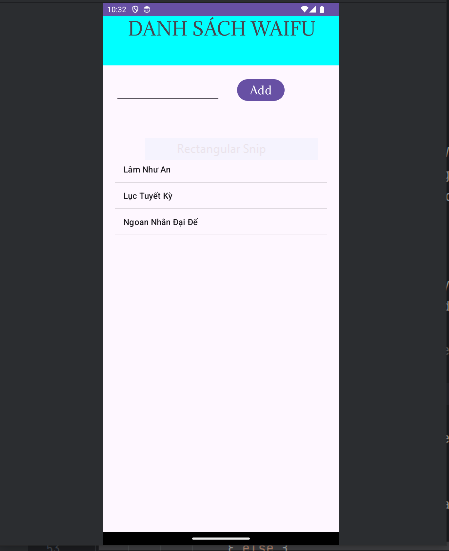 10:32
DANH SÁCH WAIFU
Add
Rectangular Snip
Lâm Như An
Lục Tuyết Kỳ
Ngoan Nhân Đại Đế
} else {